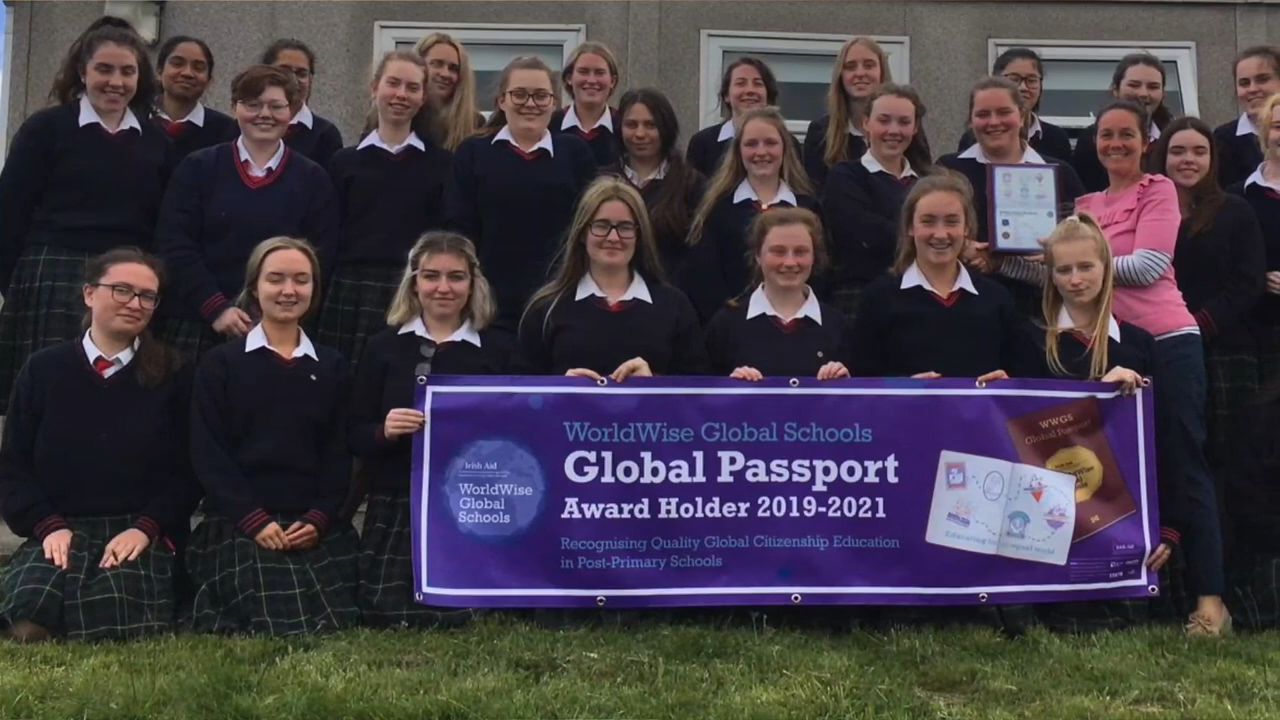 WorldWise Global Schools
Global Passport
Award Holder 2019-2021
Recognising Quality Global Citizenship Education
in Post-Primary Schools
Irish Aid
WorldWise
Global
Schools
WWGS
Global Passport